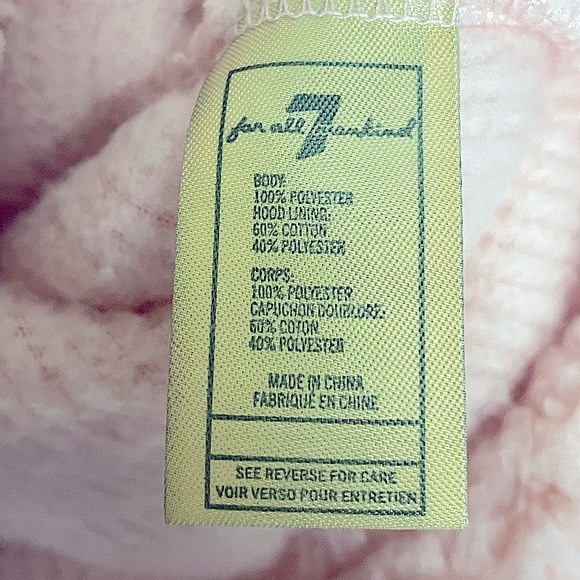 7
for all mankind
BODY:
100% POLYESTER
HOOD LINING:
60% COTTON
40% POLYESTER
CORPS:
100% POLYESTER
CAPUCHON DOUBLURE:
60% COTON
40% POLYESTER
MADE IN CHINA
FABRIQUÉ EN CHINE
SEE REVERSE FOR CARE
VOIR VERSO POUR ENTRETIEN